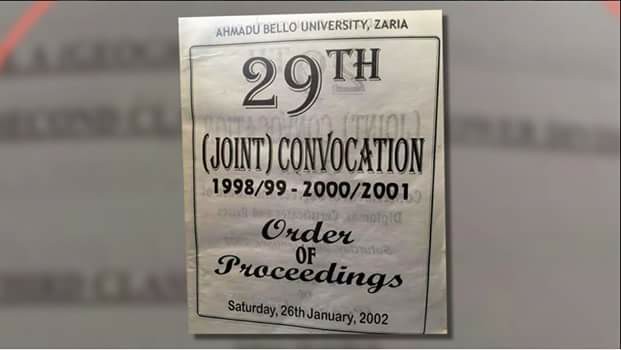 AHMADU BELLO UNIVERSITY, ZARIA
29TH
(JOINT) CONVOCATION
1998/99 - 2000/2001
Order
OF
Proceedings
Saturday, 26th January, 2002